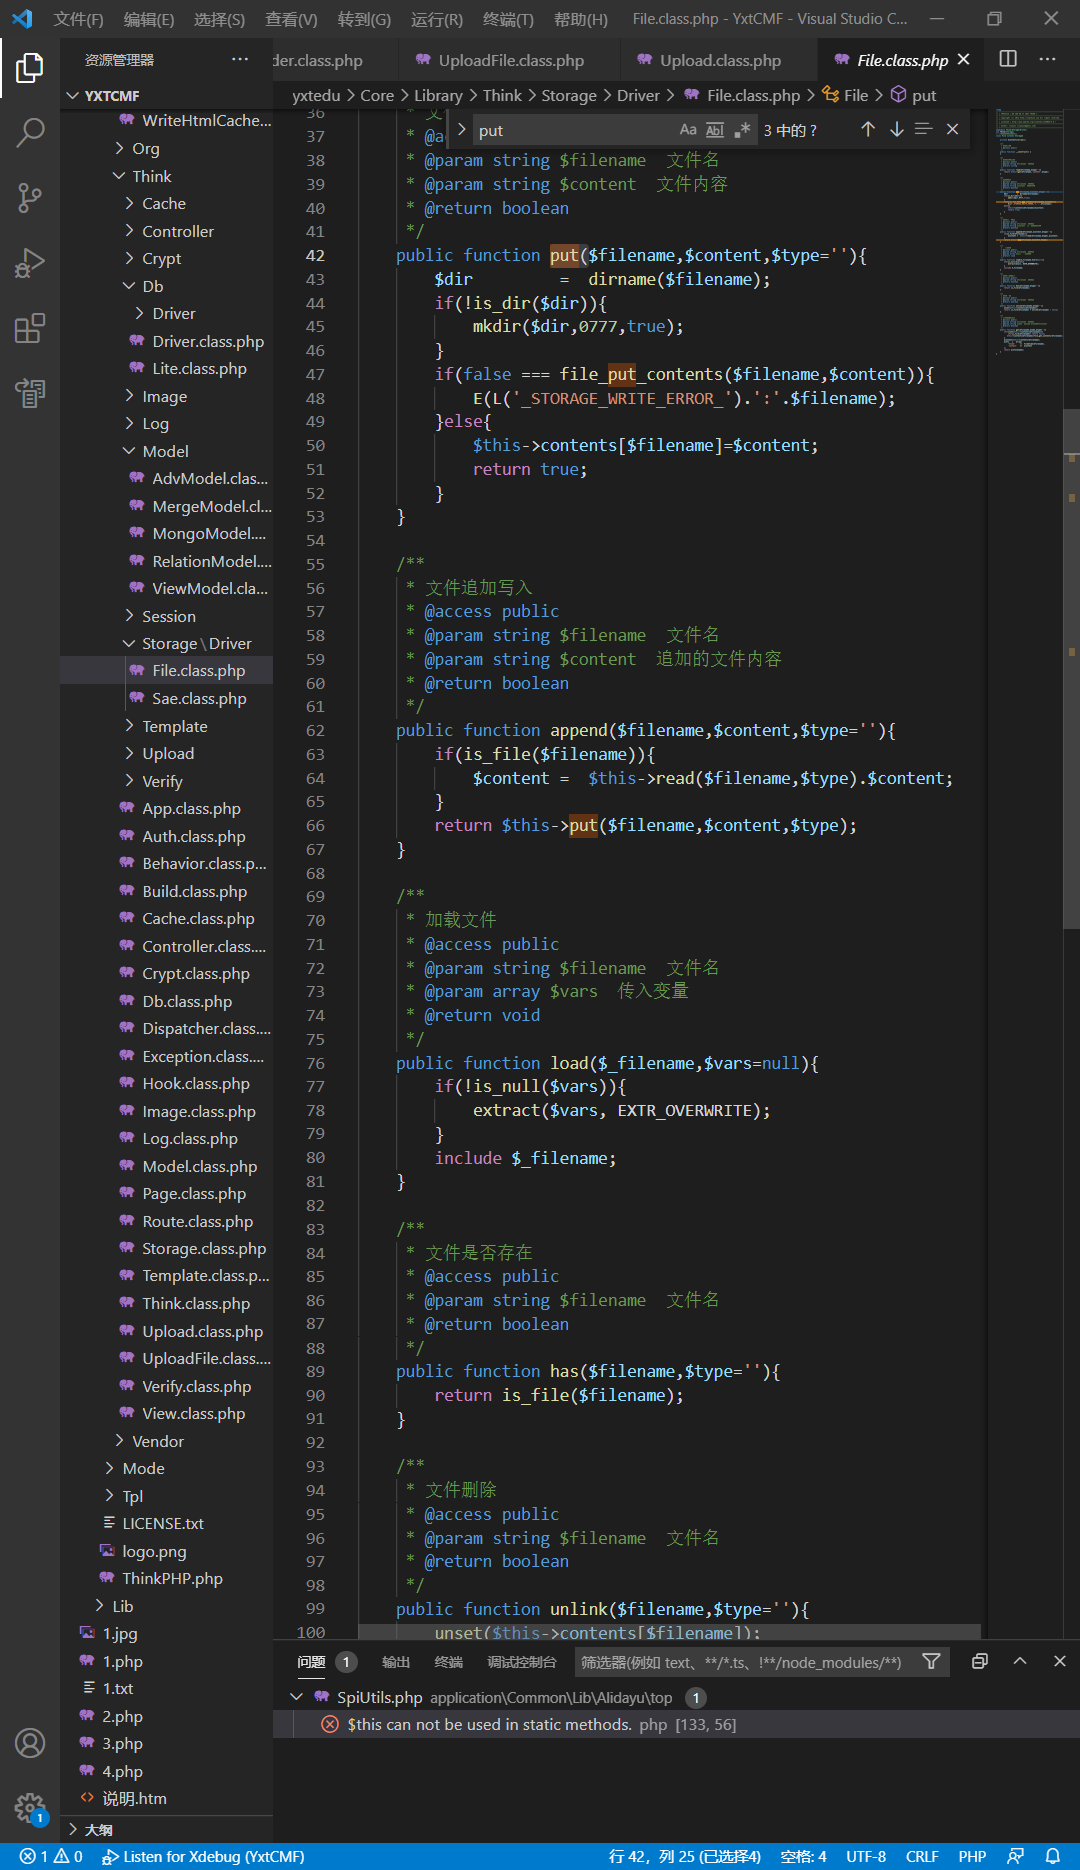 文件(F) 编辑(E) 选择(S) 查看(V) 转到(G) 运行(R) 终端(T) 帮助(H) File.class.php - YxtCMF - Visual Studio C...
资源管理器 ···
der.class.php UploadFile.class.php Upload.class.php File.class.php
YXTCMF
yxtedu > Core > Library > Think > Storage > Driver > File.class.php > File > put
put Aa Abl .* 3 中的 ?
WriteHtmlCache...
Org
Think
Cache
Controller
Crypt
Db
Driver
Driver.class.php
Lite.class.php
Image
Log
Model
AdvModel.clas...
MergeModel.cl...
MongoModel....
RelationModel....
ViewModel.cla...
Session
Storage\Driver
File.class.php
Sae.class.php
Template
Upload
Verify
App.class.php
Auth.class.php
Behavior.class.p...
Build.class.php
Cache.class.php
Controller.class....
Crypt.class.php
Db.class.php
Dispatcher.class....
Exception.class....
Hook.class.php
Image.class.php
Log.class.php
Model.class.php
Page.class.php
Route.class.php
Storage.class.php
Template.class.p...
Think.class.php
Upload.class.php
UploadFile.class....
Verify.class.php
View.class.php
Vendor
Mode
Tpl
LICENSE.txt
logo.png
ThinkPHP.php
Lib
1.jpg
1.php
1.txt
2.php
3.php
4.php
说明.htm
大纲
36
37 * @a
38 * @param string $filename  文件名
39 * @param string $content  文件内容
40 * @return boolean
41 */
42 public function put($filename,$content,$type=''){
43 $dir         =  dirname($filename);
44 if(!is_dir($dir)){
45 mkdir($dir,0777,true);
46 }
47 if(false === file_put_contents($filename,$content)){
48 E(L('_STORAGE_WRITE_ERROR_').':'.$filename);
49 }else{
50 $this->contents[$filename]=$content;
51 return true;
52 }
53 }
54
55 /**
56 * 文件追加写入
57 * @access public
58 * @param string $filename  文件名
59 * @param string $content  追加的文件内容
60 * @return boolean
61 */
62 public function append($filename,$content,$type=''){
63 if(is_file($filename)){
64 $content =  $this->read($filename,$type).$content;
65 }
66 return $this->put($filename,$content,$type);
67 }
68
69 /**
70 * 加载文件
71 * @access public
72 * @param string $filename  文件名
73 * @param array $vars  传入变量
74 * @return void
75 */
76 public function load($_filename,$vars=null){
77 if(!is_null($vars)){
78 extract($vars, EXTR_OVERWRITE);
79 }
80 include $_filename;
81 }
82
83 /**
84 * 文件是否存在
85 * @access public
86 * @param string $filename  文件名
87 * @return boolean
88 */
89 public function has($filename,$type=''){
90 return is_file($filename);
91 }
92
93 /**
94 * 文件删除
95 * @access public
96 * @param string $filename  文件名
97 * @return boolean
98 */
99 public function unlink($filename,$type=''){
100 unset($this->contents[$filename]);
问题 1 输出 终端 调试控制台 筛选器(例如 text、**/*.ts、!**/node_modules/**)
SpiUtils.php application\Common\Lib\Alidayu\top 1
$this can not be used in static methods. php [133, 56]
1
1 0 Listen for Xdebug (YxtCMF) 行 42，列 25 (已选择4) 空格: 4 UTF-8 CRLF PHP